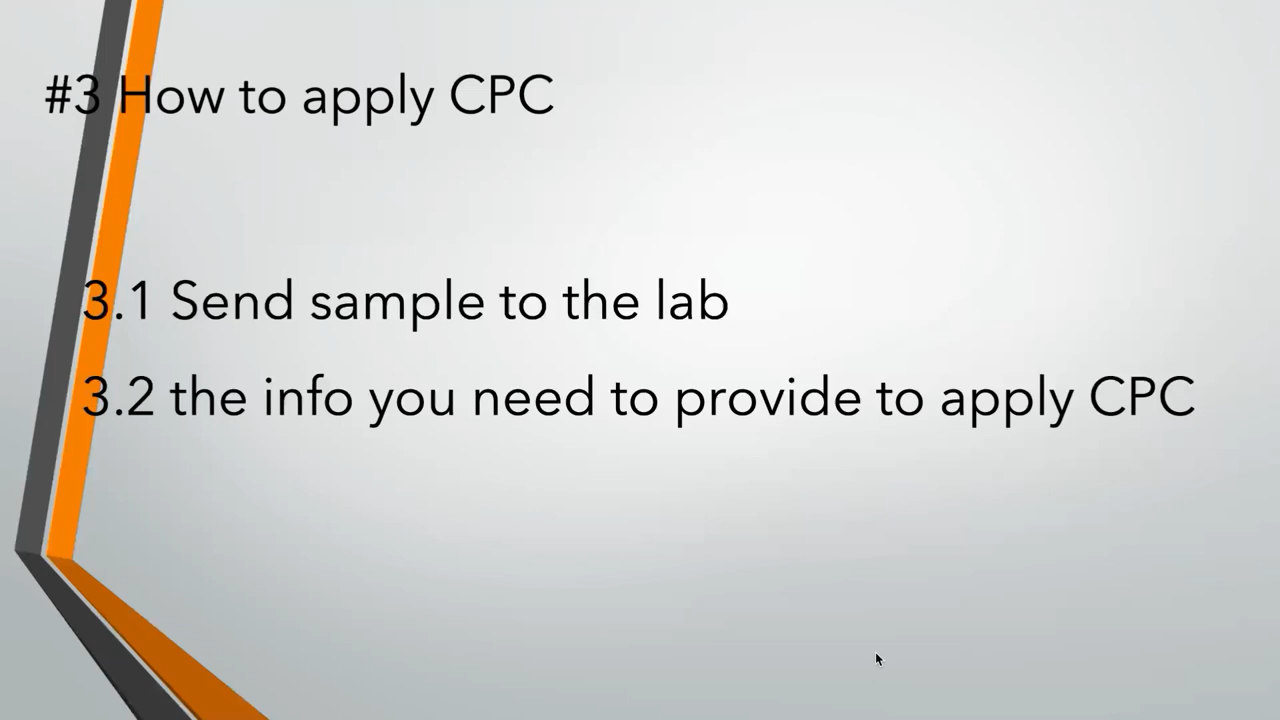 #3 How to apply CPC
3.1 Send sample to the lab
3.2 the info you need to provide to apply CPC